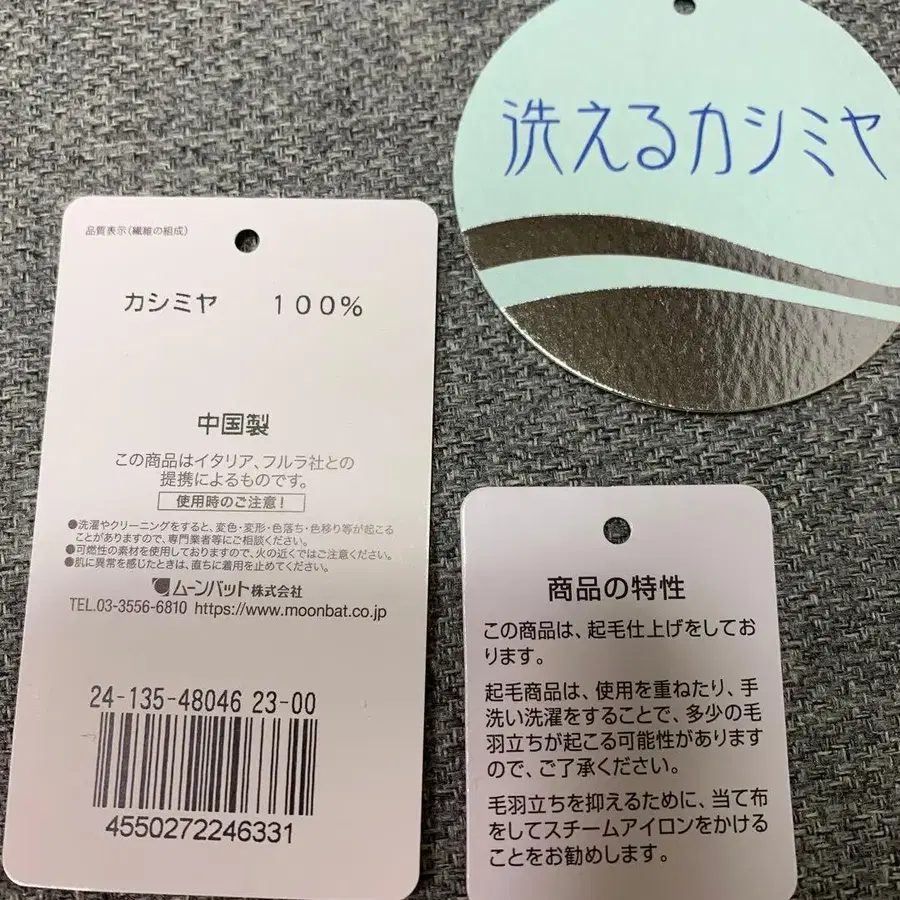 洗えるカシミヤ
品質表示(繊維の組成)
カシミヤ 100%
中国製
この商品はイタリア、フルラ社との
提携によるものです。
使用時のご注意!
●洗濯やクリーニングをすると、変色・変形・色落ち・色移り等が起こる
ことがありますので、専門業者等にご相談ください。
●可燃性の素材を使用しておりますので、火の近くではご注意ください。
●肌に異常を感じたときは、直ちに着用を止めてください。
ムーンバット株式会社
TEL.03-3556-6810 https://www.moonbat.co.jp
24-135-48046 23-00
4550272246331
商品の特性
この商品は、起毛仕上げをしてお
ります。
起毛商品は、使用を重ねたり、手
洗い洗濯をすることで、多少の毛
羽立ちが起こる可能性があります
ので、ご了承ください。
毛羽立ちを抑えるために、当て布
をしてスチームアイロンをかける
ことをお勧めします。